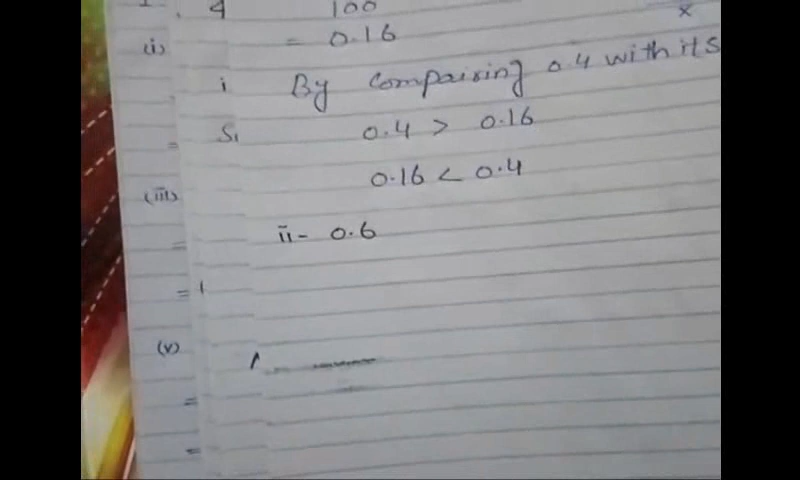 4 100
(i) = 0.16
i By compairing 0.4 with its
0.4 > 0.16
=
0.16 < 0.4
(iii)
ii- 0.6
=
=
(v)
=
=